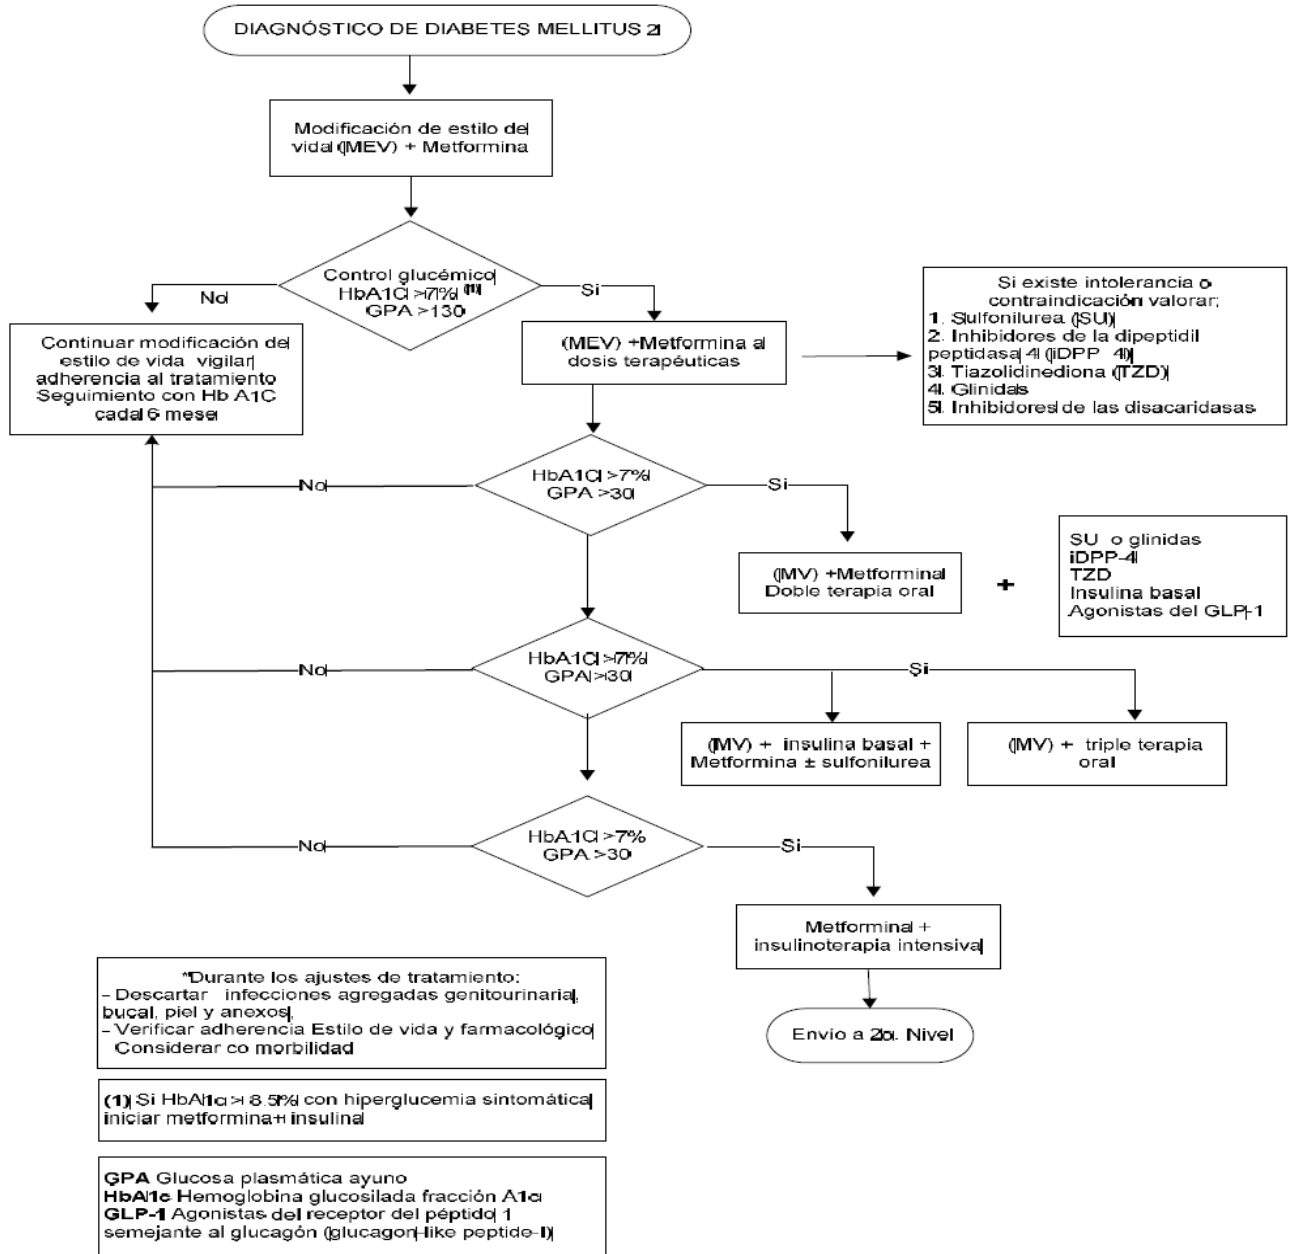 DIAGNÓSTICO DE DIABETES MELLITUS 2
Modificación de estilo de
vida (MEV) + Metformina
Control glucémico
HbA1C >7% (1)
GPA >130
No
Si
Continuar modificación de
estilo de vida vigilar
adherencia al tratamiento
Seguimiento con Hb A1C
cada 6 mese
(MEV) +Metformina a
dosis terapéuticas
Si existe intolerancia o
contraindicación valorar;
1. Sulfonilurea (SU)
2. Inhibidores de la dipeptidil
peptidasa 4 (iDPP 4)
3. Tiazolidinediona (TZD)
4. Glinidas
5. Inhibidores de las disacaridasas
HbA1C >7%
GPA >30
No
Si
(MV) +Metformina
Doble terapia oral
+
SU o glinidas
iDPP-4
TZD
Insulina basal
Agonistas del GLP-1
HbA1C >7%
GPA >30
No
Si
(MV) + insulina basal +
Metformina ± sulfonilurea
(MV) + triple terapia
oral
HbA1C >7%
GPA >30
No
Si
Metformina +
insulinoterapia intensiva
Envío a 2o. Nivel
*Durante los ajustes de tratamiento:
- Descartar infecciones agregadas genitourinaria,
bucal, piel y anexos,
- Verificar adherencia Estilo de vida y farmacológico
Considerar co morbilidad
(1) Si HbA1c > 8.5% con hiperglucemia sintomática
iniciar metformina+ insulina
GPA Glucosa plasmática ayuno
HbA1c Hemoglobina glucosilada fracción A1c
GLP-1 Agonistas del receptor del péptido 1
semejante al glucagón (glucagon-like peptide-I)